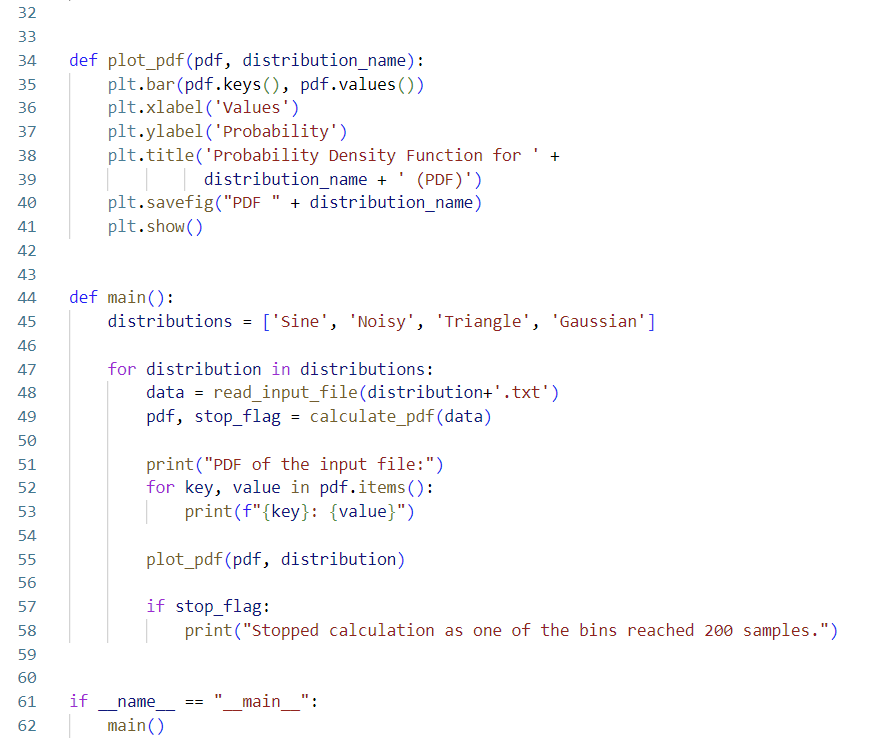 32
33
34 def plot_pdf(pdf, distribution_name):
35     plt.bar(pdf.keys(), pdf.values())
36     plt.xlabel('Values')
37     plt.ylabel('Probability')
38     plt.title('Probability Density Function for ' +
39               distribution_name + ' (PDF)')
40     plt.savefig("PDF " + distribution_name)
41     plt.show()
42
43
44 def main():
45     distributions = ['Sine', 'Noisy', 'Triangle', 'Gaussian']
46
47     for distribution in distributions:
48         data = read_input_file(distribution+'.txt')
49         pdf, stop_flag = calculate_pdf(data)
50
51         print("PDF of the input file:")
52         for key, value in pdf.items():
53             print(f"{key}: {value}")
54
55         plot_pdf(pdf, distribution)
56
57         if stop_flag:
58             print("Stopped calculation as one of the bins reached 200 samples.")
59
60
61 if __name__ == "__main__":
62     main()